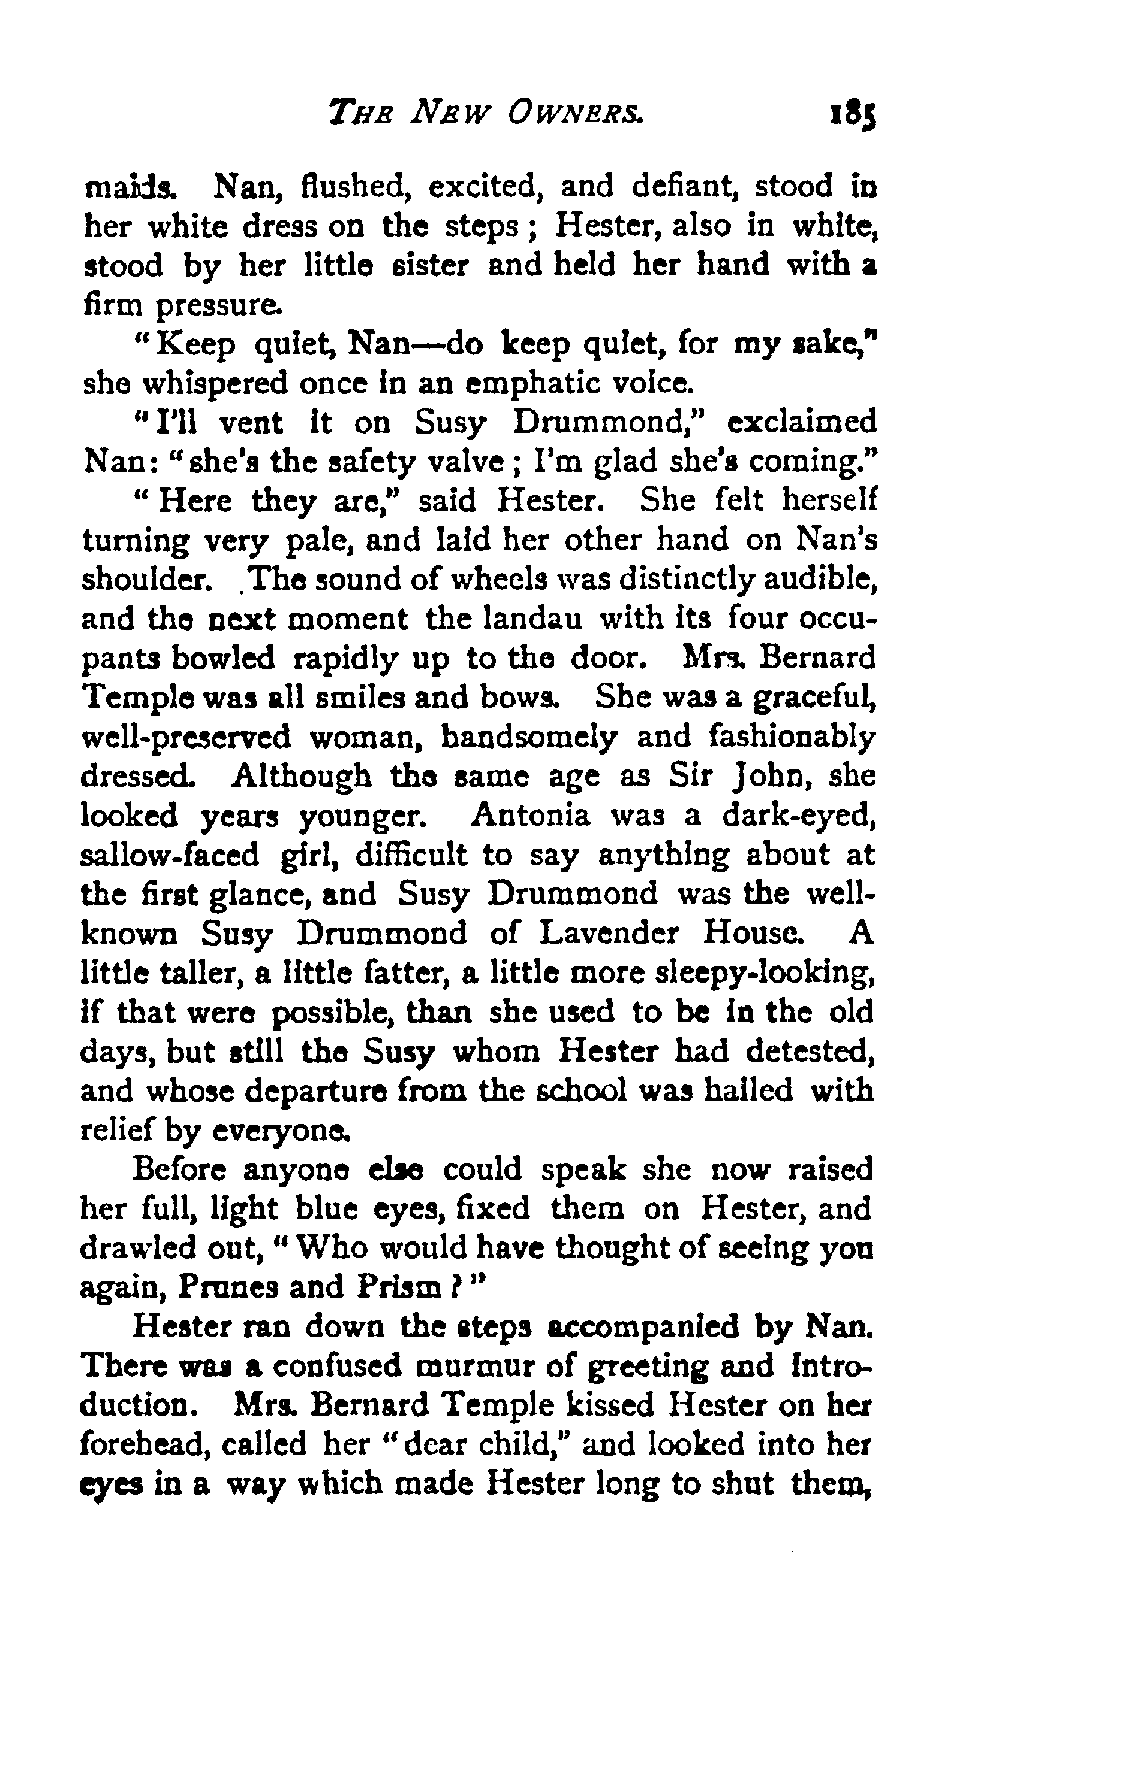 THE NEW OWNERS. 185
maids. Nan, flushed, excited, and defiant, stood in
her white dress on the steps; Hester, also in white,
stood by her little sister and held her hand with a
firm pressure.
"Keep quiet, Nan—do keep quiet, for my sake,"
she whispered once in an emphatic voice.
"I'll vent it on Susy Drummond," exclaimed
Nan: "she's the safety valve; I'm glad she's coming."
"Here they are," said Hester. She felt herself
turning very pale, and laid her other hand on Nan's
shoulder. The sound of wheels was distinctly audible,
and the next moment the landau with its four occu-
pants bowled rapidly up to the door. Mrs. Bernard
Temple was all smiles and bows. She was a graceful,
well-preserved woman, handsomely and fashionably
dressed. Although the same age as Sir John, she
looked years younger. Antonia was a dark-eyed,
sallow-faced girl, difficult to say anything about at
the first glance, and Susy Drummond was the well-
known Susy Drummond of Lavender House. A
little taller, a little fatter, a little more sleepy-looking,
if that were possible, than she used to be in the old
days, but still the Susy whom Hester had detested,
and whose departure from the school was hailed with
relief by everyone.
Before anyone else could speak she now raised
her full, light blue eyes, fixed them on Hester, and
drawled out, "Who would have thought of seeing you
again, Prunes and Prism?"
Hester ran down the steps accompanied by Nan.
There was a confused murmur of greeting and intro-
duction. Mrs. Bernard Temple kissed Hester on her
forehead, called her "dear child," and looked into her
eyes in a way which made Hester long to shut them,